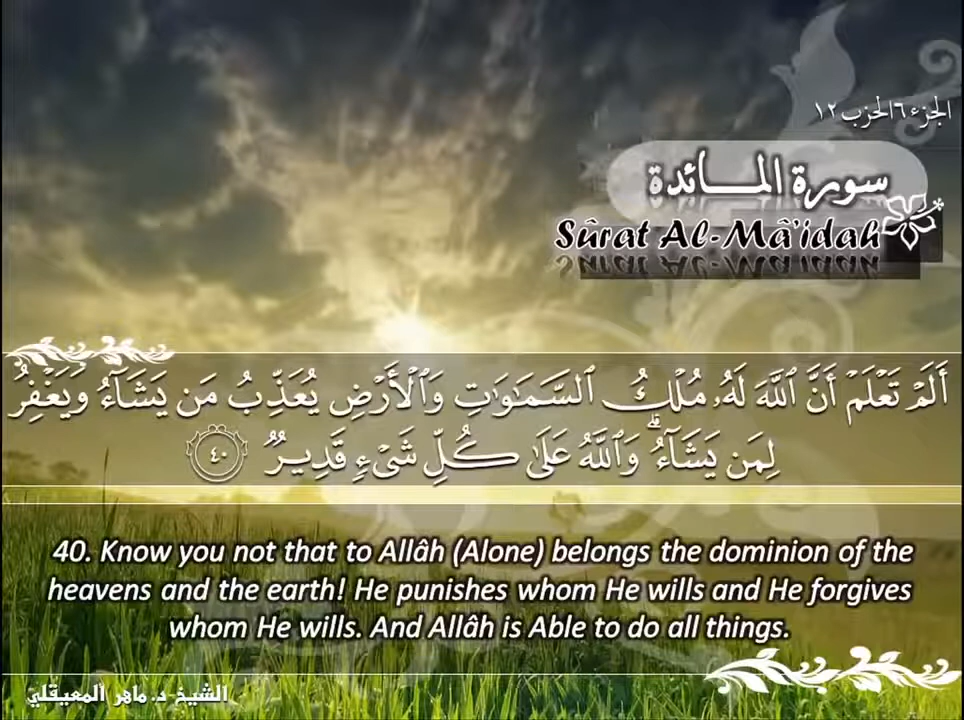 الجزء ٦ الحزب ١٢
سورة المائدة
Sûrat Al-Mâ'idah
أَلَمْ تَعْلَمْ أَنَّ ٱللَّهَ لَهُۥ مُلْكُ ٱلسَّمَٰوَٰتِ وَٱلْأَرْضِ يُعَذِّبُ مَن يَشَآءُ وَيَغْفِرُ
لِمَن يَشَآءُ ۗ وَٱللَّهُ عَلَىٰ كُلِّ شَىْءٍ قَدِيرٌ ٤٠
40. Know you not that to Allâh (Alone) belongs the dominion of the
heavens and the earth! He punishes whom He wills and He forgives
whom He wills. And Allâh is Able to do all things.
الشيخ د. ماهر المعيقلي